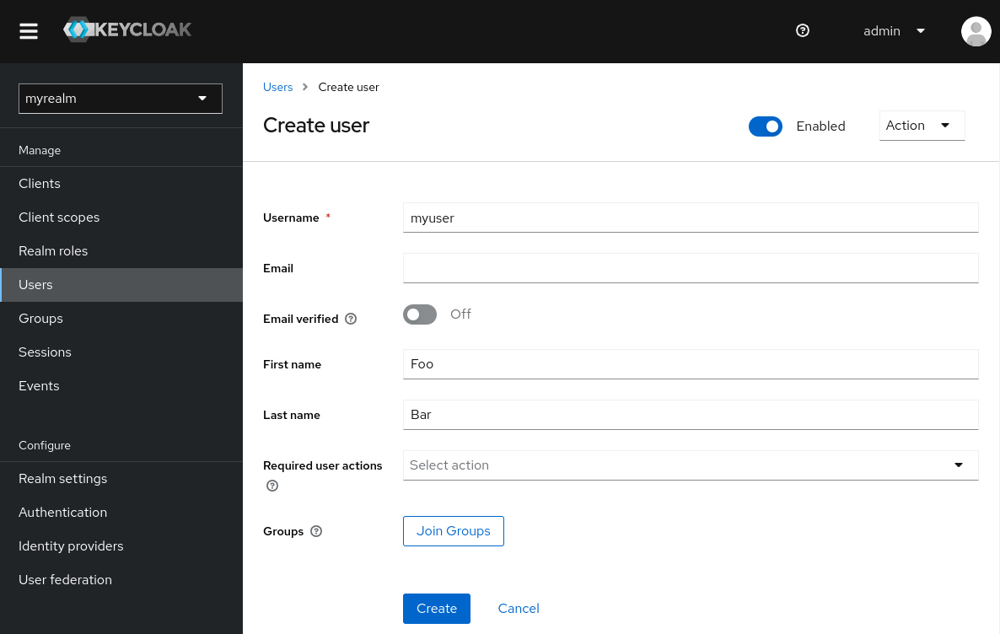 KEYCLOAK
admin
myrealm
Manage
Clients
Client scopes
Realm roles
Users
Groups
Sessions
Events
Configure
Realm settings
Authentication
Identity providers
User federation
Users > Create user
Create user
Enabled
Action
Username *
myuser
Email
Email verified
Off
First name
Foo
Last name
Bar
Required user actions
Select action
Groups
Join Groups
Create
Cancel